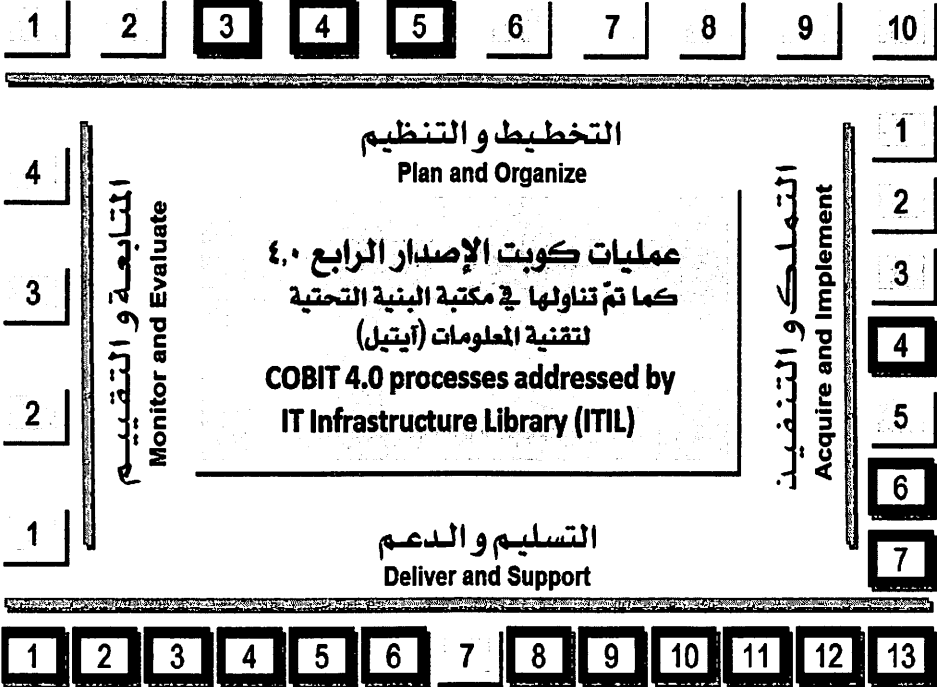 1 2 3 4 5 6 7 8 9 10
التخطيط و التنظيم
Plan and Organize
المتابعة و التقييم
Monitor and Evaluate
4
3
2
1
عمليات كوبت الإصدار الرابع ٤,٠
كما تمّ تناولها في مكتبة البنية التحتية
لتقنية المعلومات (آيتيل)
COBIT 4.0 processes addressed by
IT Infrastructure Library (ITIL)
التملك و التنفيذ
Acquire and Implement
1
2
3
4
5
6
7
التسليم و الدعم
Deliver and Support
1 2 3 4 5 6 7 8 9 10 11 12 13